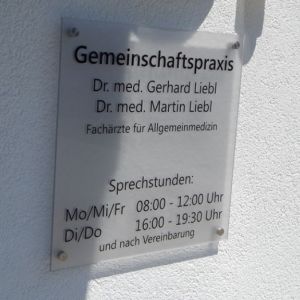 Gemeinschaftspraxis
Dr. med. Gerhard Liebl
Dr. med. Martin Liebl
Fachärzte für Allgemeinmedizin
Sprechstunden:
Mo/Mi/Fr 08:00 - 12:00 Uhr
Di/Do 16:00 - 19:30 Uhr
und nach Vereinbarung